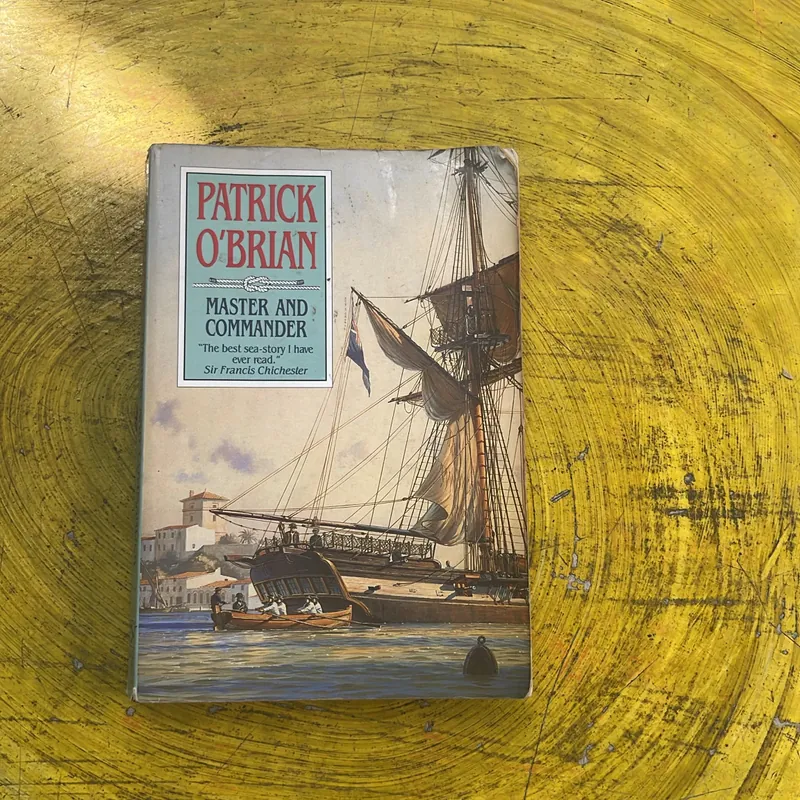 PATRICK
O'BRIAN
MASTER AND
COMMANDER
"The best sea-story I have
ever read."
Sir Francis Chichester